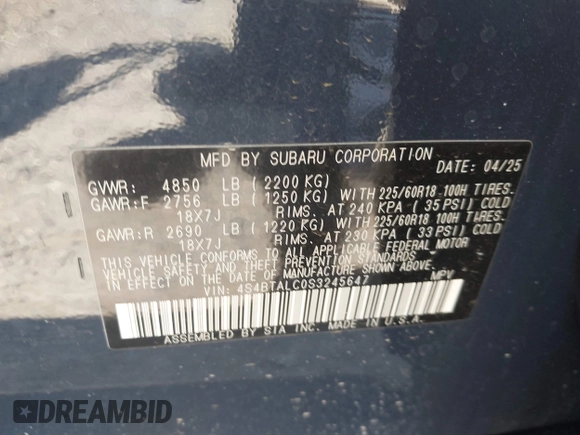 MFD BY SUBARU CORPORATION
DATE: 04/25
GVWR: 4850 LB (2200 KG)
GAWR:F 2756 LB (1250 KG) WITH 225/60R18 100H TIRES.
18X7J RIMS. AT 240 KPA (35 PSI) COLD
GAWR:R 2690 LB (1220 KG) WITH 225/60R18 100H TIRES.
18X7J RIMS. AT 230 KPA (33 PSI) COLD
THIS VEHICLE CONFORMS TO ALL APPLICABLE FEDERAL MOTOR
VEHICLE SAFETY AND THEFT PREVENTION STANDARDS
IN EFFECT ON THE DATE OF MANUFACTURE SHOWN ABOVE.
VIN: 4S4BTALC0S3245647 MPV
ASSEMBLED BY SIA INC. MADE IN U.S.A.
DREAMBID